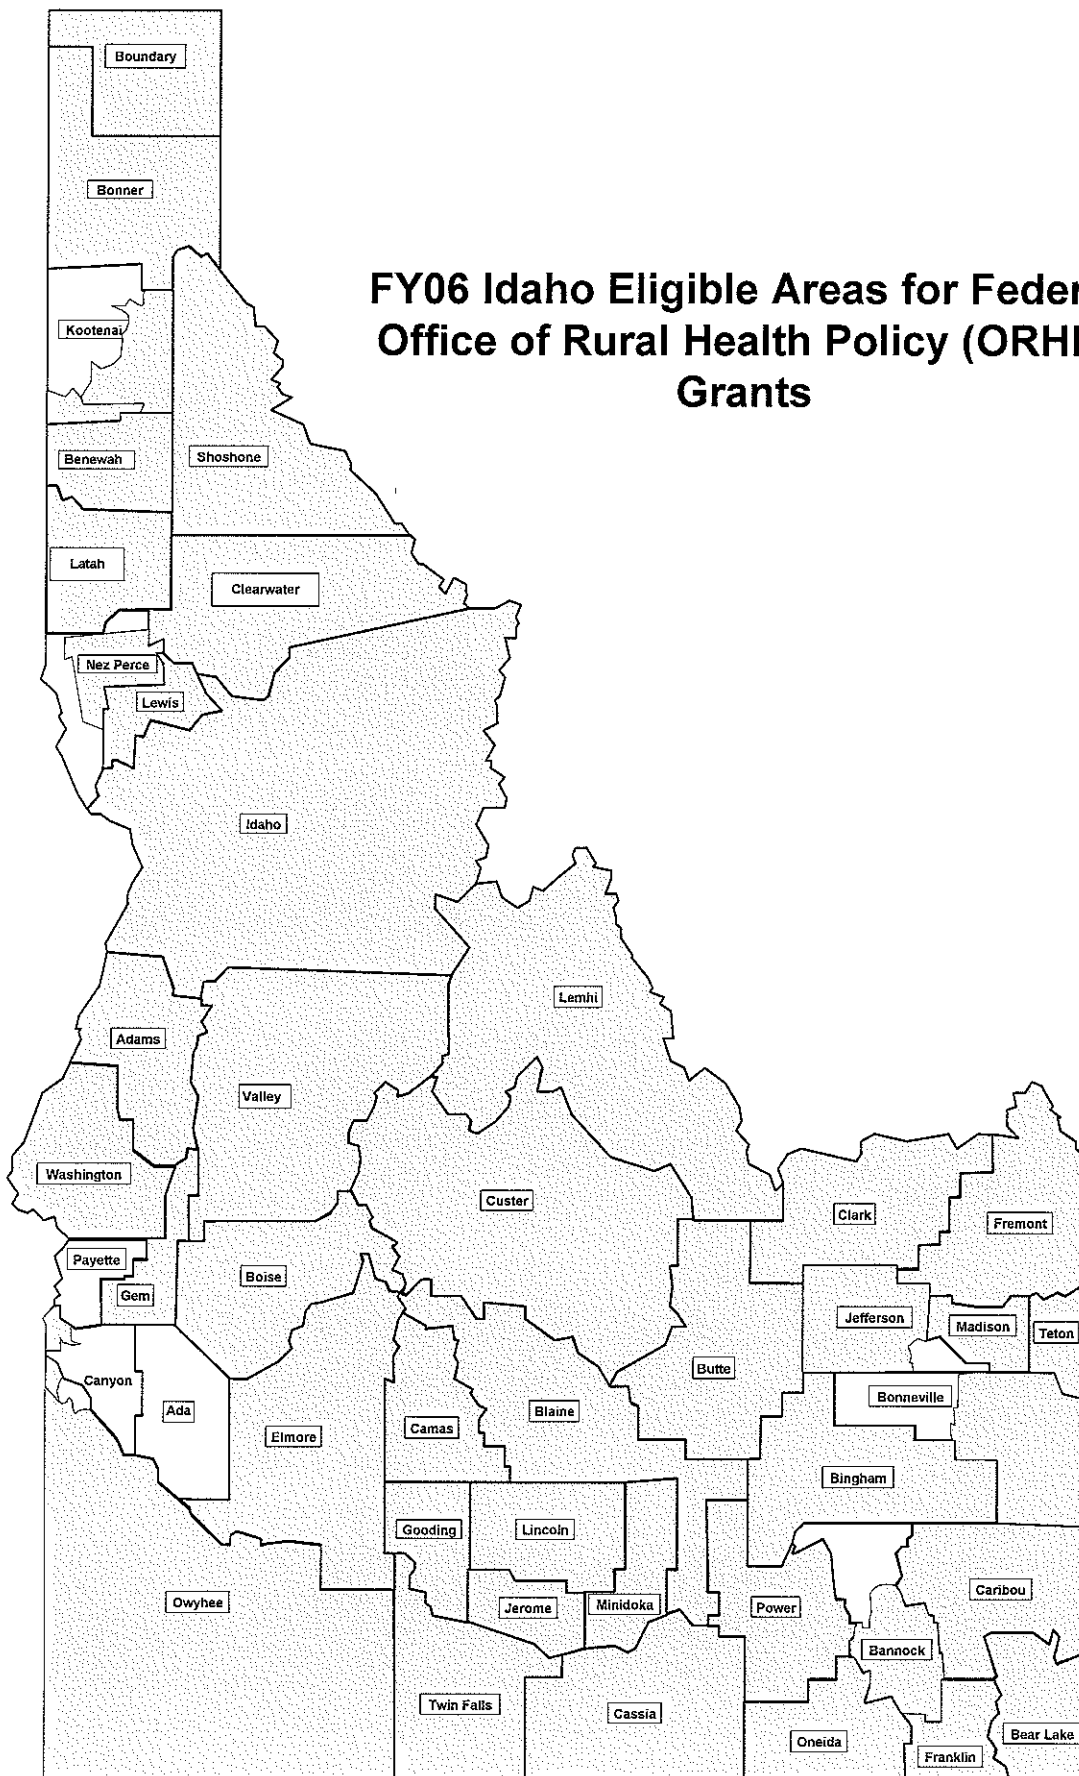 Boundary
Bonner
FY06 Idaho Eligible Areas for Feder
Office of Rural Health Policy (ORH
Grants
Kootenai
Benewah
Shoshone
Latah
Clearwater
Nez Perce
Lewis
Idaho
Lemhi
Adams
Valley
Washington
Custer
Clark
Fremont
Payette
Boise
Gem
Jefferson
Madison
Teton
Butte
Canyon
Bonneville
Ada
Blaine
Camas
Elmore
Bingham
Gooding
Lincoln
Caribou
Owyhee
Jerome
Minidoka
Power
Bannock
Twin Falls
Cassia
Oneida
Bear Lake
Franklin